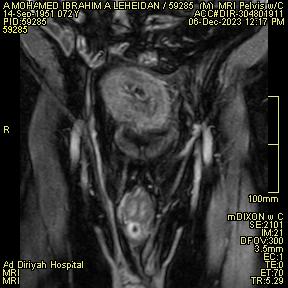 A MOHAMED IBRAHIM A LEHEIDAN / 59285 (M) MRI Pelvis w/C
14-Sep-1951 072Y
ACC#DIR-304801911
PID:59285
06-Dec-2023 12:17 PM
59285
R
100mm
mDIXON w C
SE:2101
IM:21
DFOV:300
3.5mm
EC:1
Ad Diriyah Hospital
TE:0
MRI
ET:70
MRI
TR:5.29